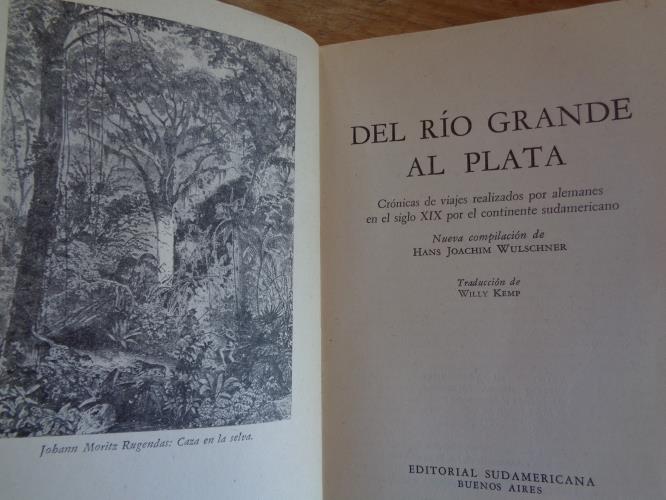 Johann Moritz Rugendas: Caza en la selva.
DEL RÍO GRANDE
AL PLATA
Crónicas de viajes realizados por alemanes
en el siglo XIX por el continente sudamericano
Nueva compilación de
HANS JOACHIM WULSCHNER
Traducción de
WILLY KEMP
EDITORIAL SUDAMERICANA
BUENOS AIRES